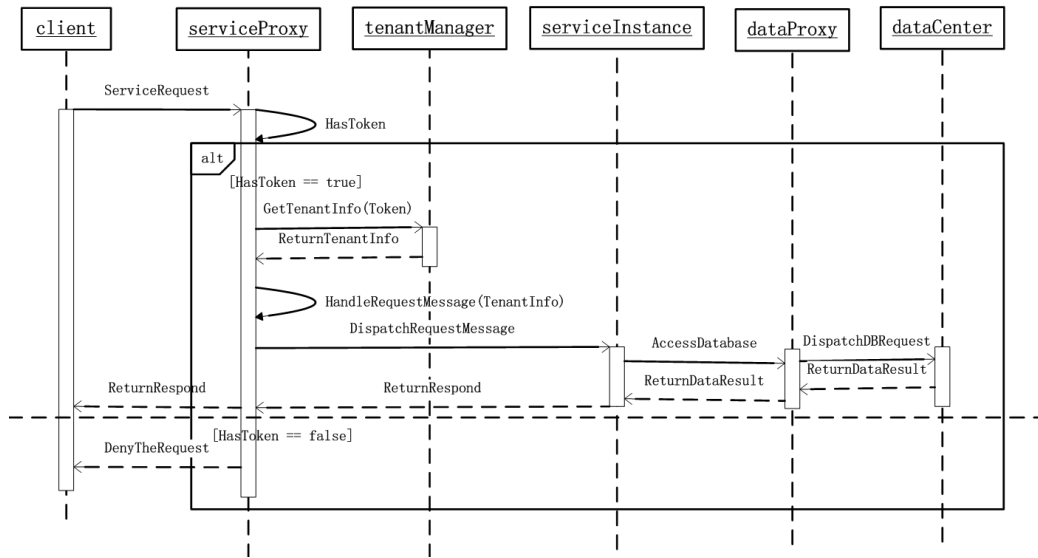 client
serviceProxy
tenantManager
serviceInstance
dataProxy
dataCenter
ServiceRequest
HasToken
alt
[HasToken == true]
GetTenantInfo(Token)
ReturnTenantInfo
HandleRequestMessage(TenantInfo)
DispatchRequestMessage
AccessDatabase
DispatchDBRequest
ReturnDataResult
ReturnDataResult
ReturnRespond
ReturnRespond
[HasToken == false]
DenyTheRequest